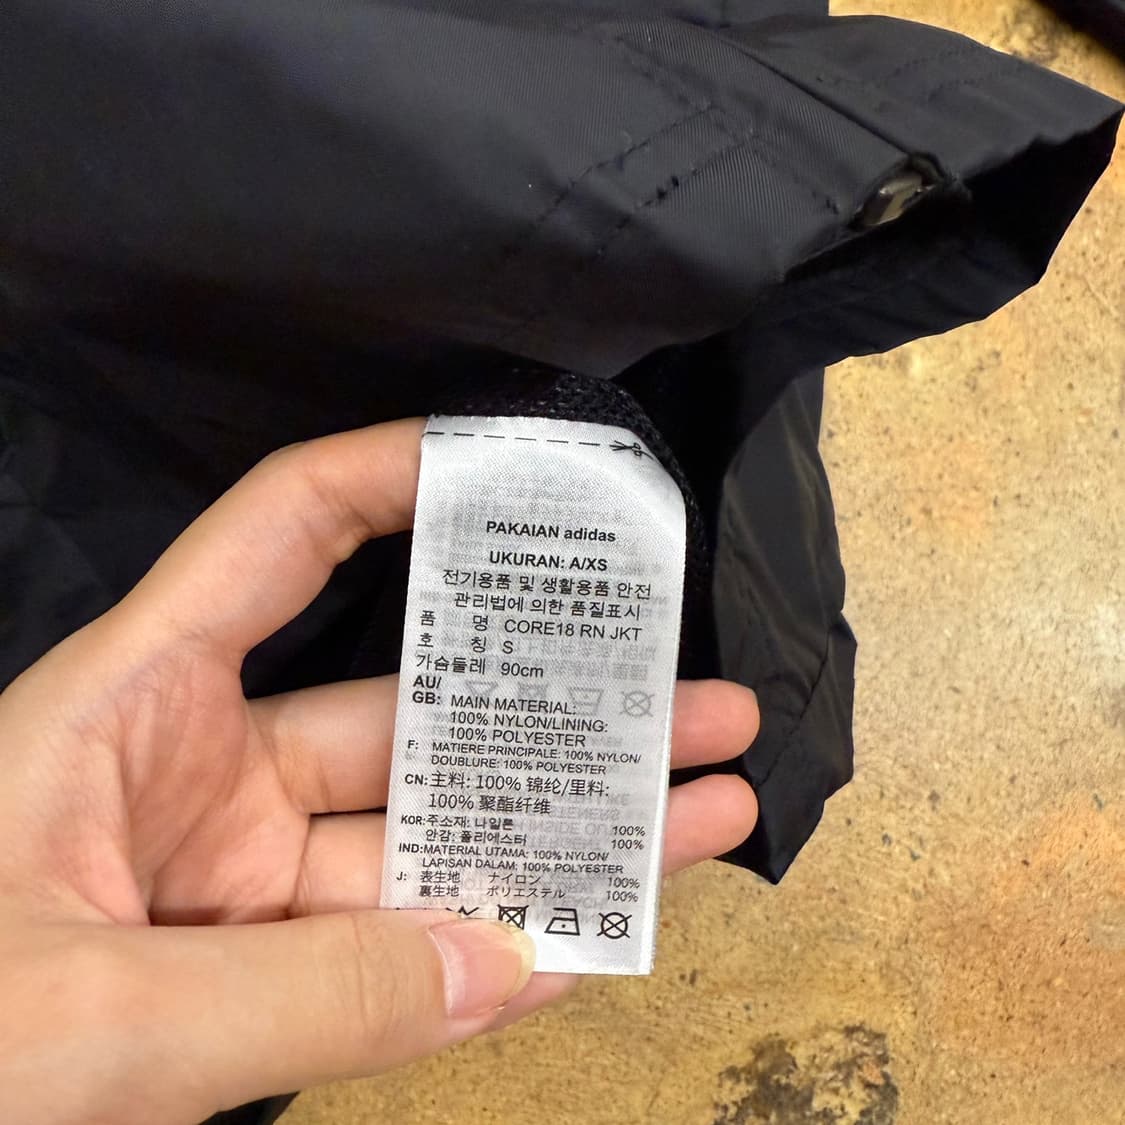 PAKAIAN adidas
UKURAN: A/XS
전기용품 및 생활용품 안전
관리법에 의한 품질표시
품 명 CORE18 RN JKT
호 칭 S
가슴둘레 90cm
AU/
GB: MAIN MATERIAL:
100% NYLON/LINING:
100% POLYESTER
F: MATIERE PRINCIPALE: 100% NYLON/
DOUBLURE: 100% POLYESTER
CN: 主料: 100% 锦纶/里料:
100% 聚酯纤维
KOR: 주소재: 나일론 100%
안감: 폴리에스터 100%
IND: MATERIAL UTAMA: 100% NYLON/
LAPISAN DALAM: 100% POLYESTER
J: 表生地 ナイロン 100%
裏生地 ポリエステル 100%